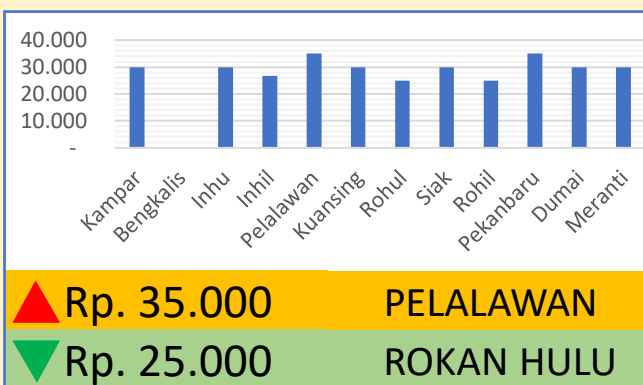 40.000
30.000
20.000
10.000
-
Kampar
Bengkalis
Inhu
Inhil
Pelalawan
Kuansing
Rohul
Siak
Rohil
Pekanbaru
Dumai
Meranti
Rp. 35.000 PELALAWAN
Rp. 25.000 ROKAN HULU